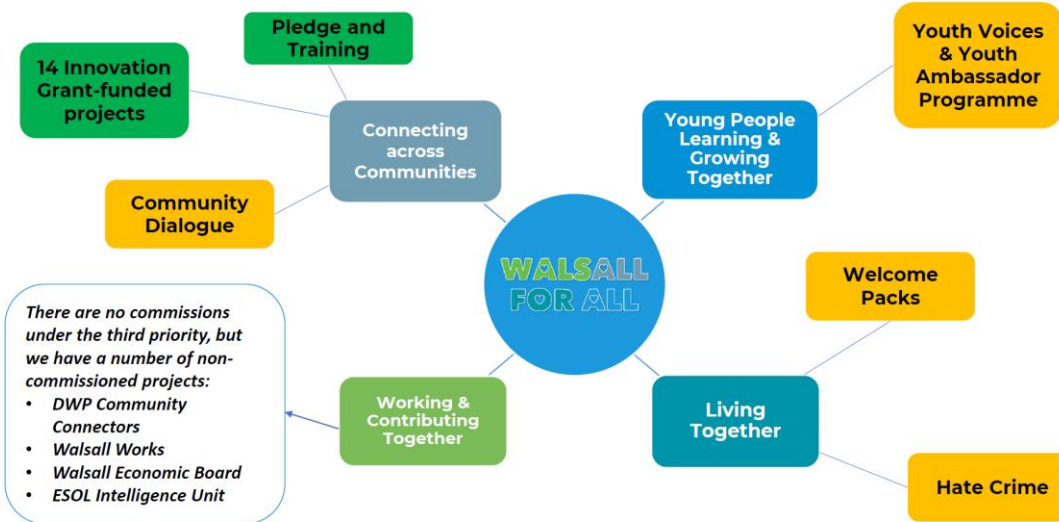 Pledge and
Training
14 Innovation
Grant-funded
projects
Connecting
across
Communities
Community
Dialogue
Youth Voices
& Youth
Ambassador
Programme
Young People
Learning &
Growing
Together
WALSALL
FOR ALL
Welcome
Packs
Living
Together
Hate Crime
Working &
Contributing
Together
There are no commissions
under the third priority, but
we have a number of non-
commissioned projects:
• DWP Community
Connectors
• Walsall Works
• Walsall Economic Board
• ESOL Intelligence Unit